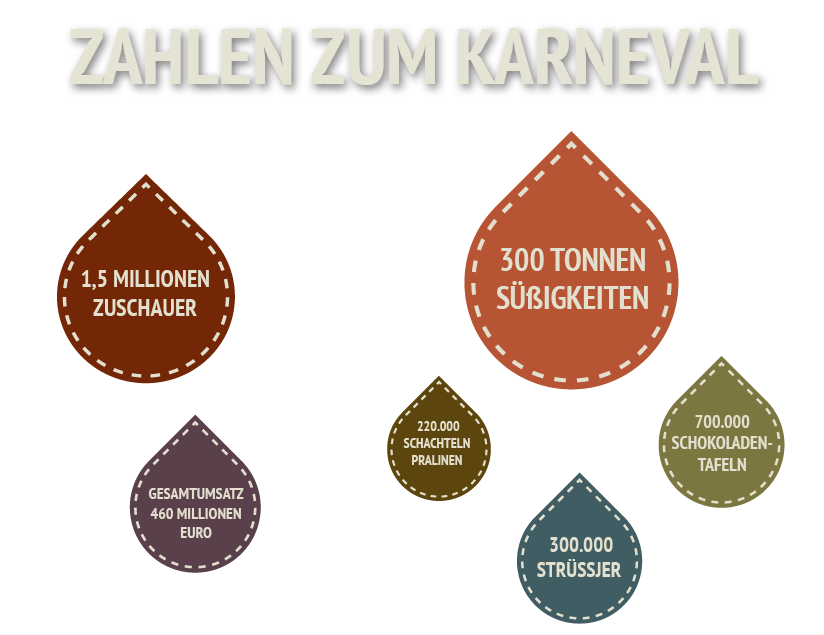 ZAHLEN ZUM KARNEVAL
1,5 MILLIONEN
ZUSCHAUER
300 TONNEN
SÜßIGKEITEN
GESAMTUMSATZ
460 MILLIONEN
EURO
220.000
SCHACHTELN
PRALINEN
700.000
SCHOKOLADEN-
TAFELN
300.000
STRÜSSJER